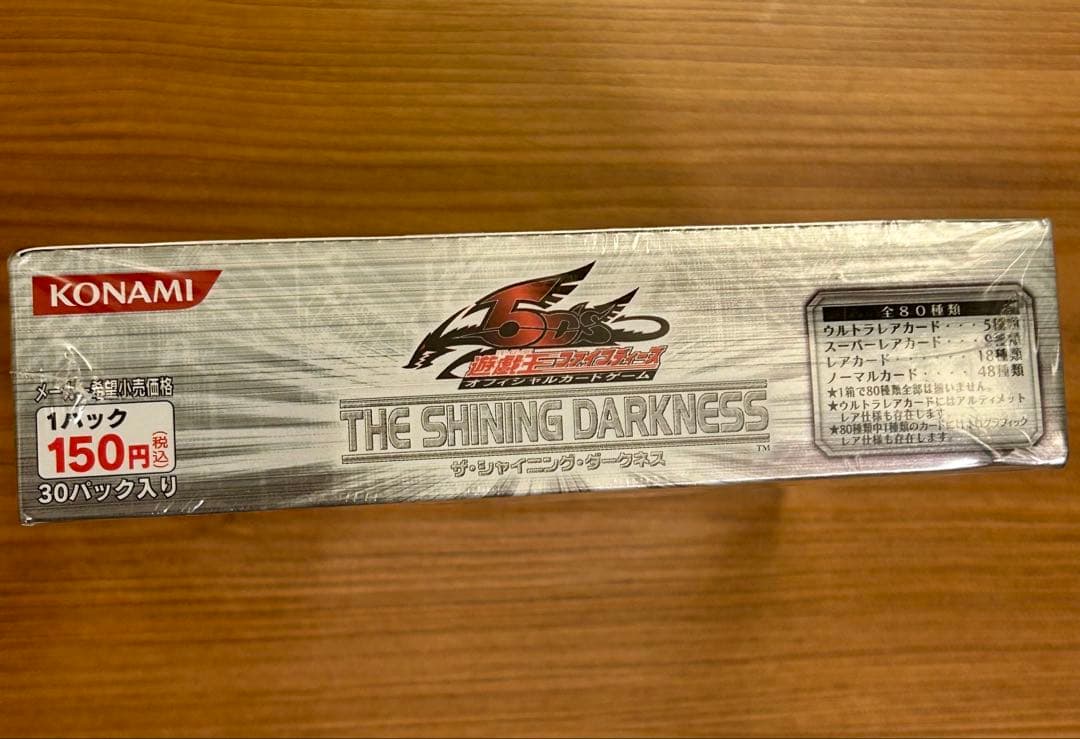 KONAMI
メーカー希望小売価格
1パック
150円(税込)
30パック入り
5D's
遊戯王ファイブディーズ
オフィシャルカードゲーム
THE SHINING DARKNESS
TM
ザ・シャイニング・ダークネス
全80種類
ウルトラレアカード・・・5種類
スーパーレアカード・・・9種類
レアカード・・・・・・18種類
ノーマルカード・・・・48種類
★1箱で80種類全部は揃いません。
★ウルトラレアカードにはアルティメット
レア仕様も存在します。
★80種類中1種類のカードにはホログラフィック
レア仕様も存在します。